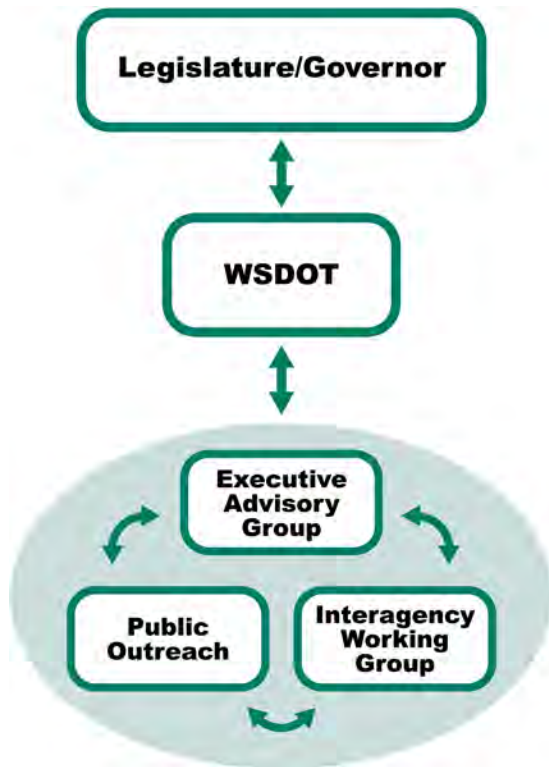 Legislature/Governor
WSDOT
Executive
Advisory
Group
Public
Outreach
Interagency
Working
Group